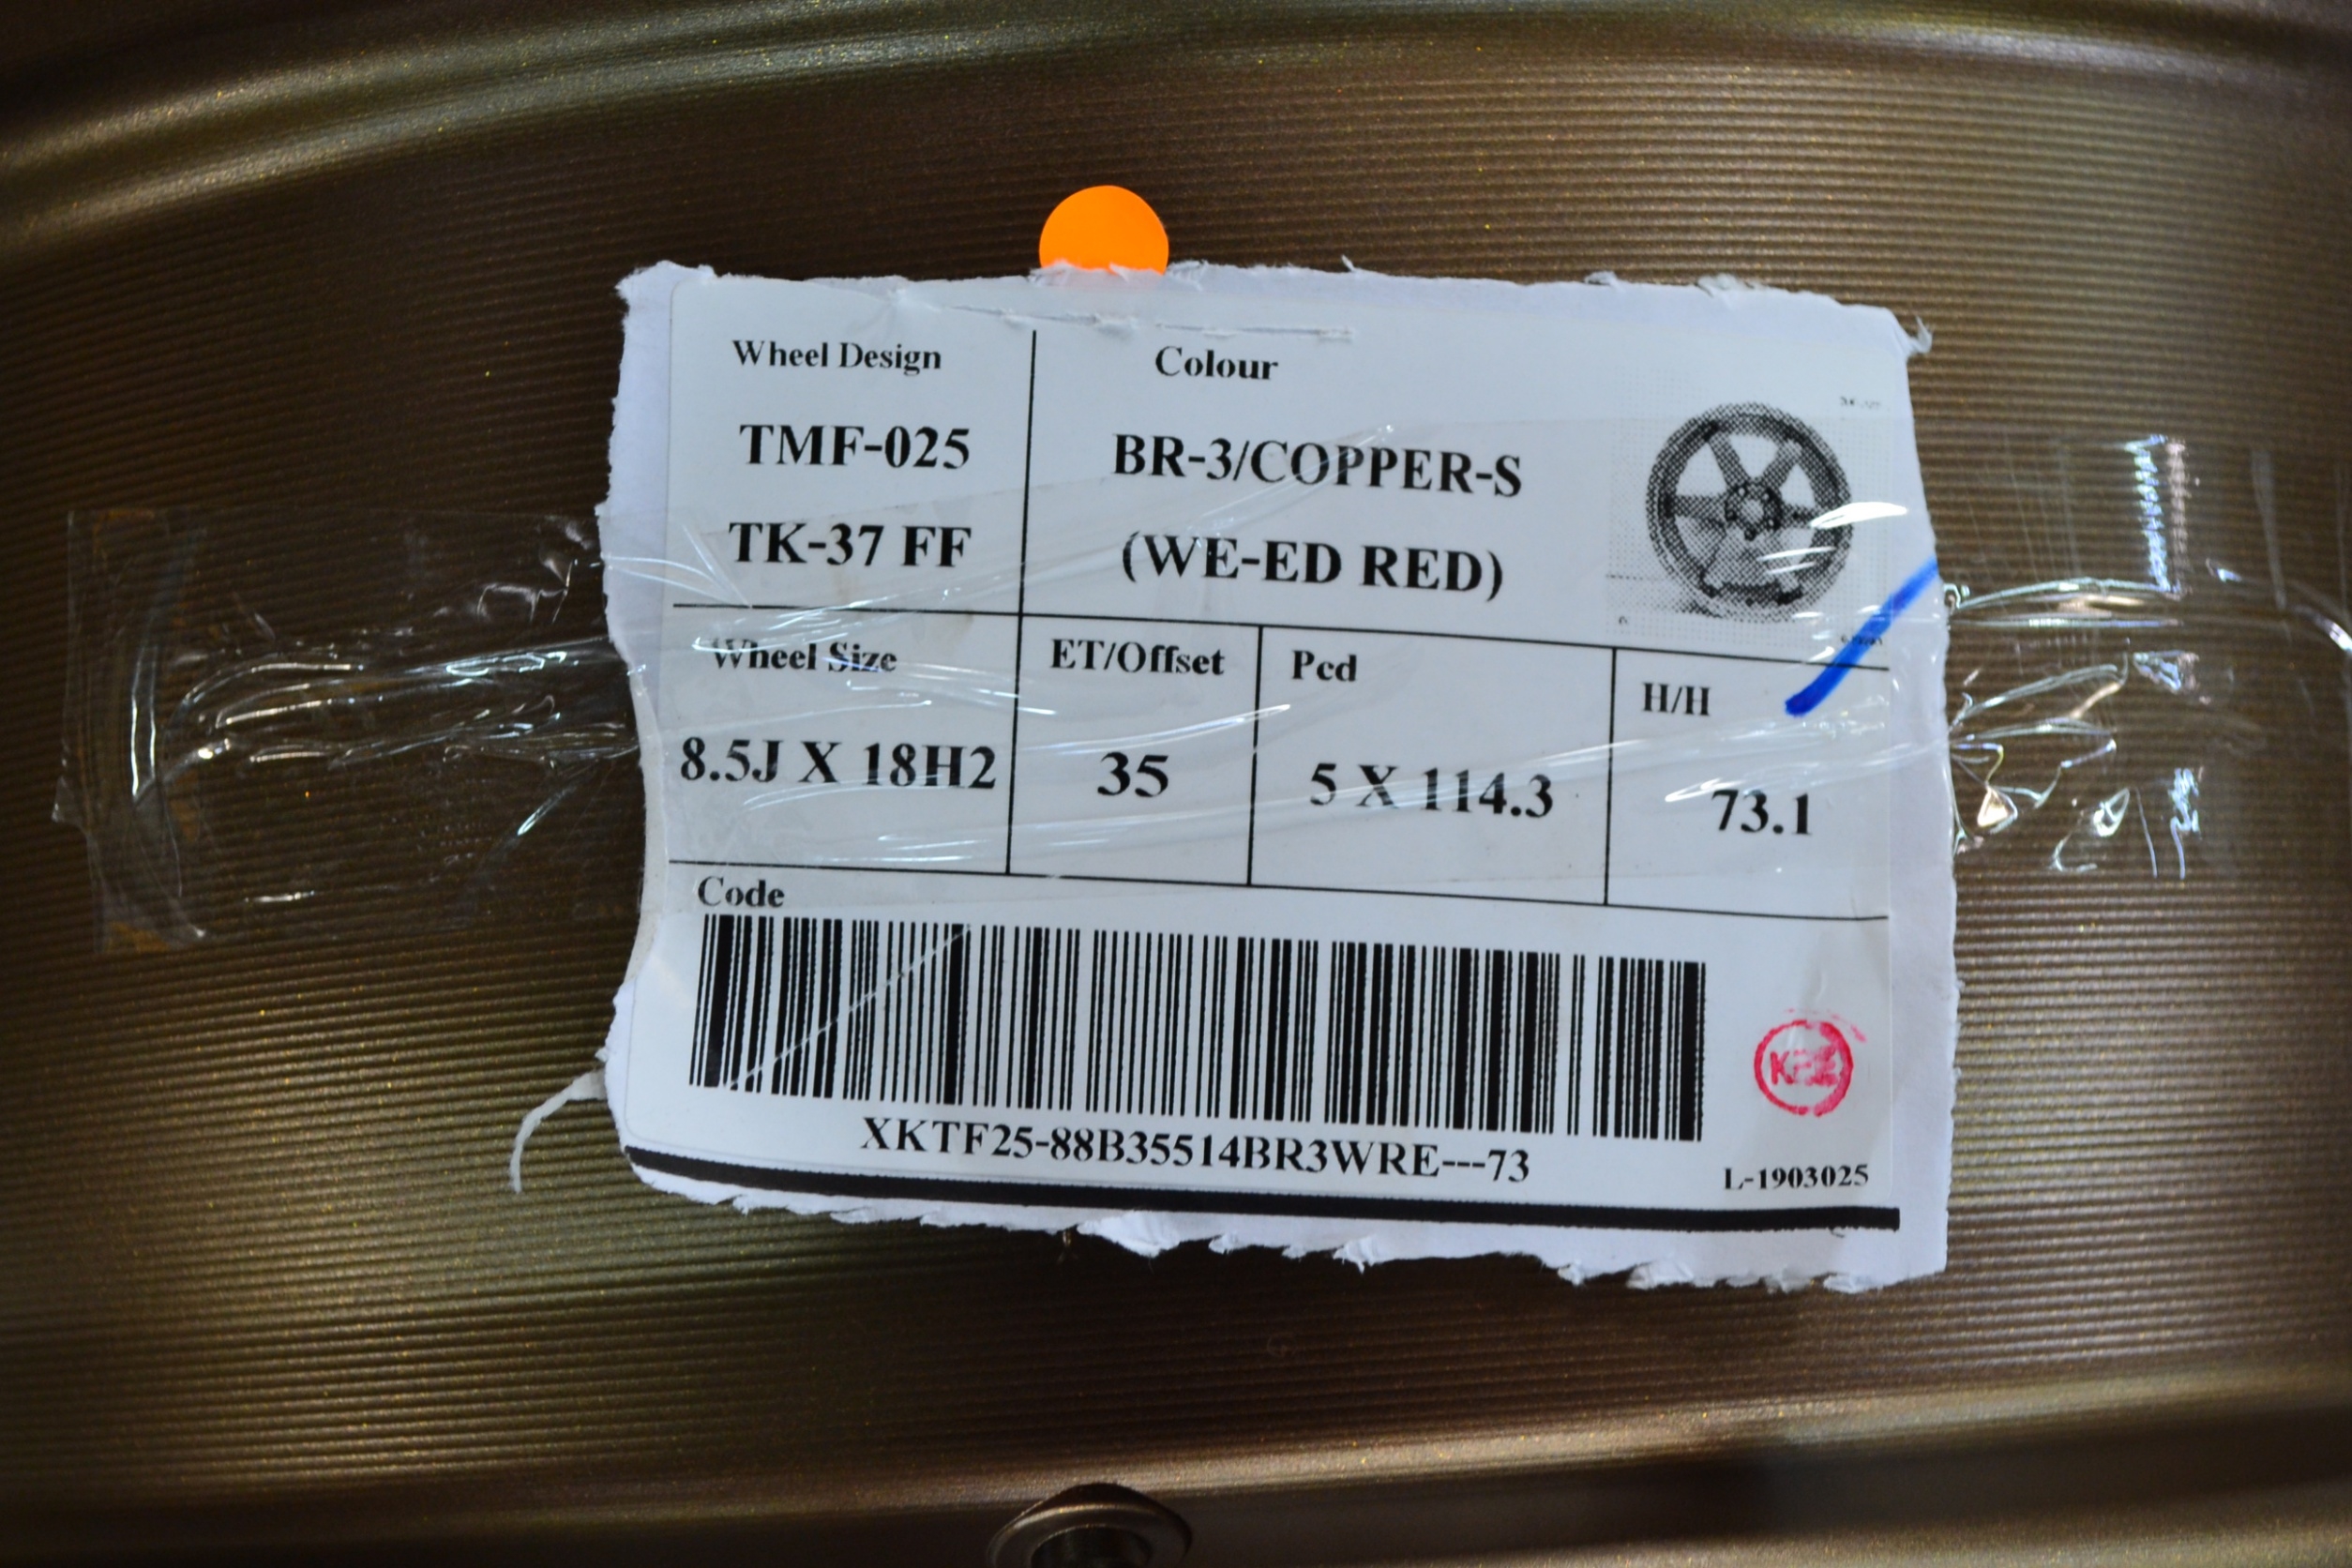 Wheel Design
Colour
TMF-025
BR-3/COPPER-S
TK-37 FF
(WE-ED RED)
Wheel Size
ET/Offset
Pcd
H/H
8.5J X 18H2
35
5 X 114.3
73.1
Code
XKTF25-88B35514BR3WRE---73
L-1903025